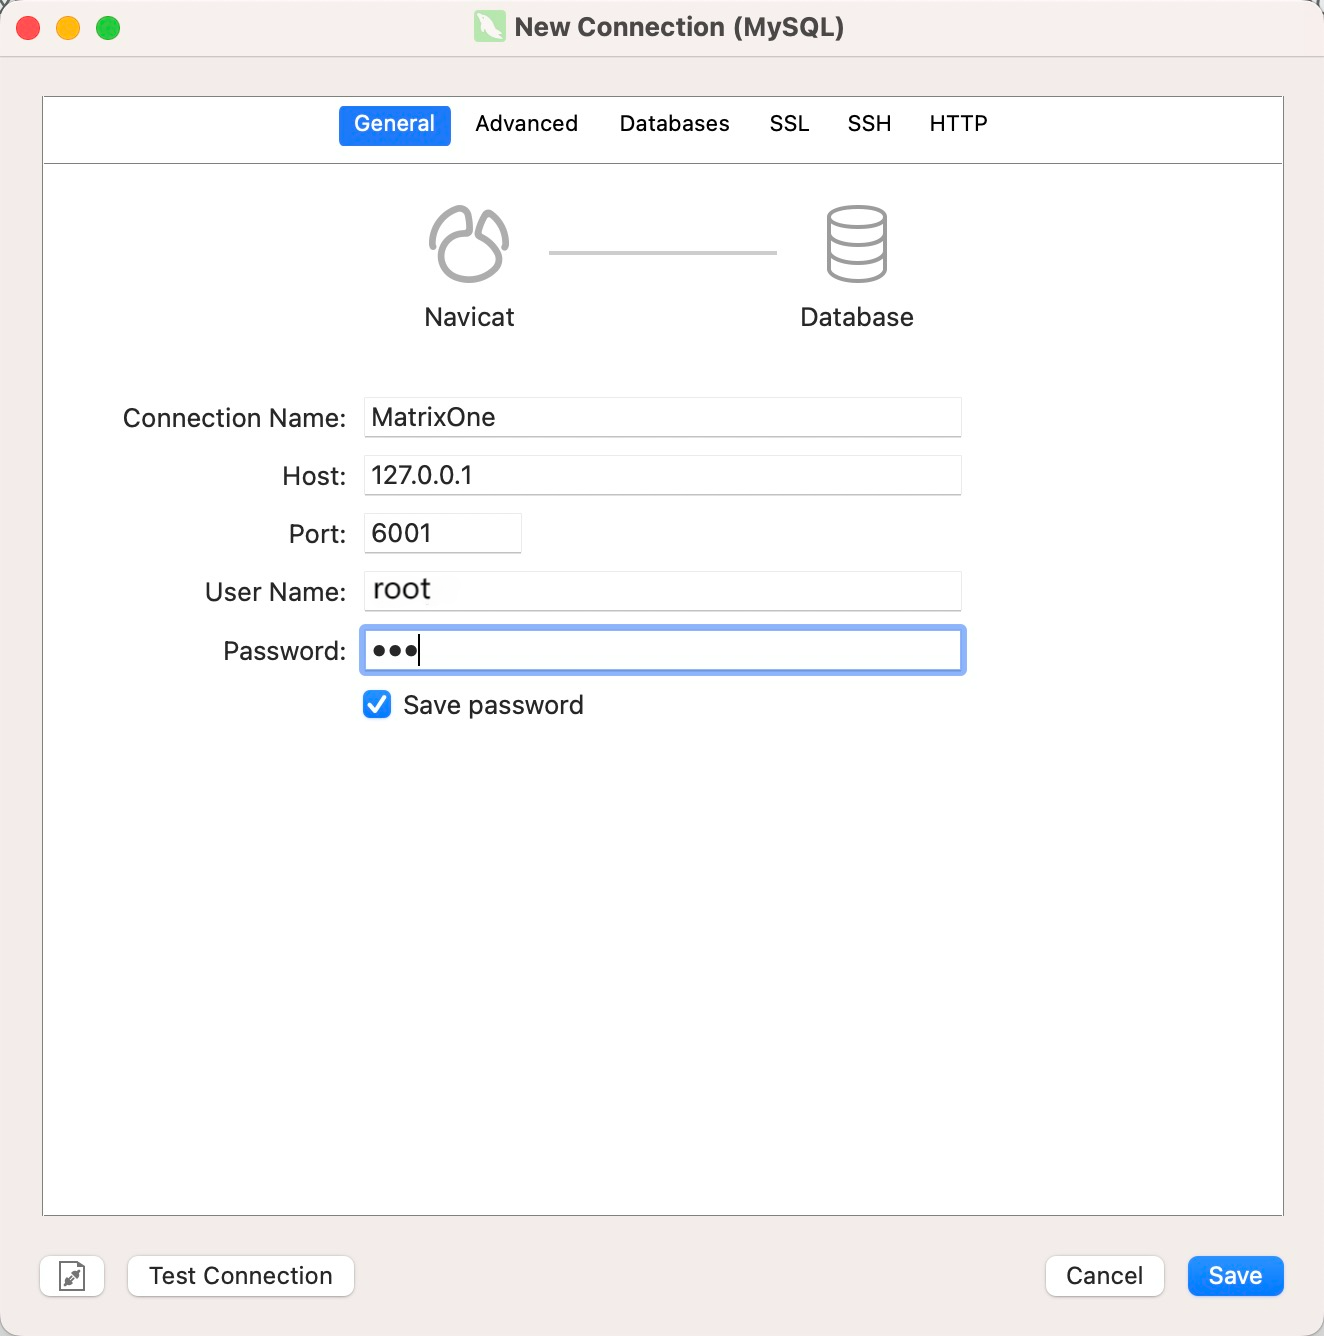 New Connection (MySQL)
General Advanced Databases SSL SSH HTTP
Navicat Database
Connection Name: MatrixOne
Host: 127.0.0.1
Port: 6001
User Name: root
Password: •••
Save password
Test Connection Cancel Save